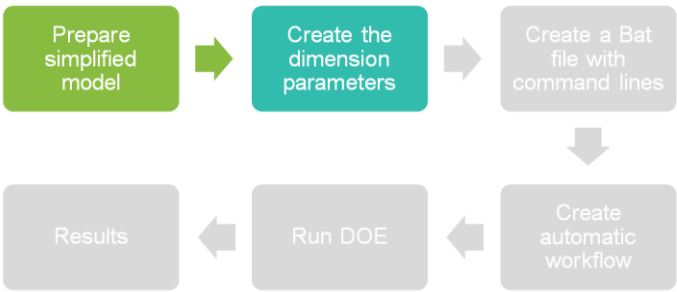 Prepare
simplified
model
Create the
dimension
parameters
Create a Bat
file with
command lines
Create
automatic
workflow
Run DOE
Results